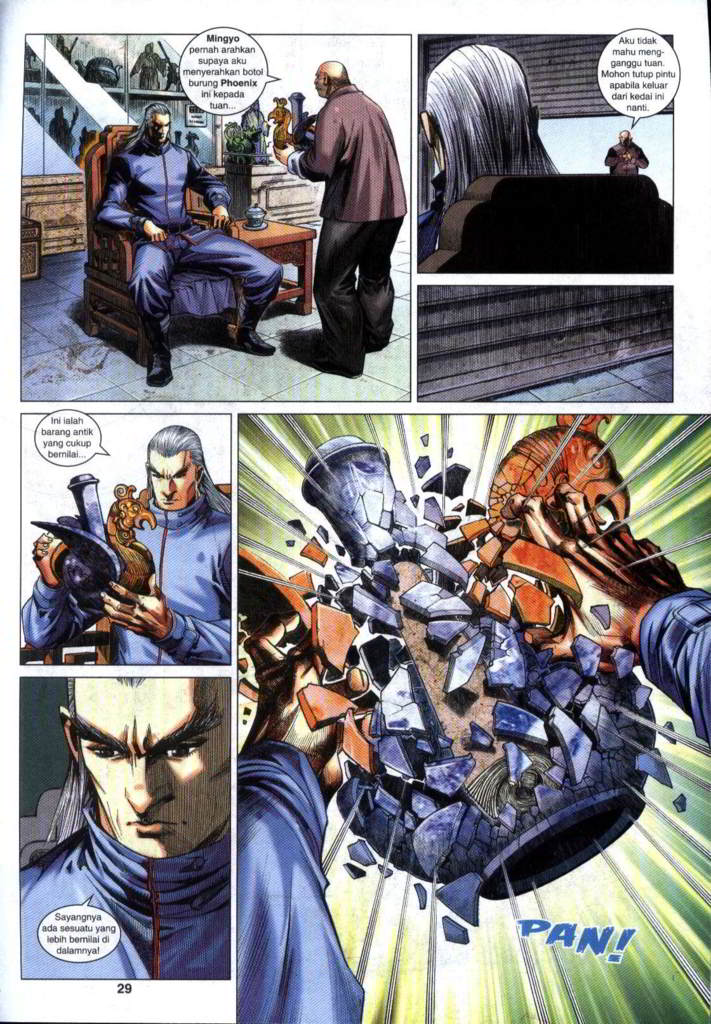 Mingyo
pernah arahkan
supaya aku
menyerahkan botol
burung Phoenix
ini kepada
tuan...
Aku tidak
mahu meng-
ganggu tuan.
Mohon tutup pintu
apabila keluar
dari kedai ini
nanti.
Ini ialah
barang antik
yang cukup
bernilai...
Sayangnya
ada sesuatu yang
lebih bernilai di
dalamnya!
PAN!
29